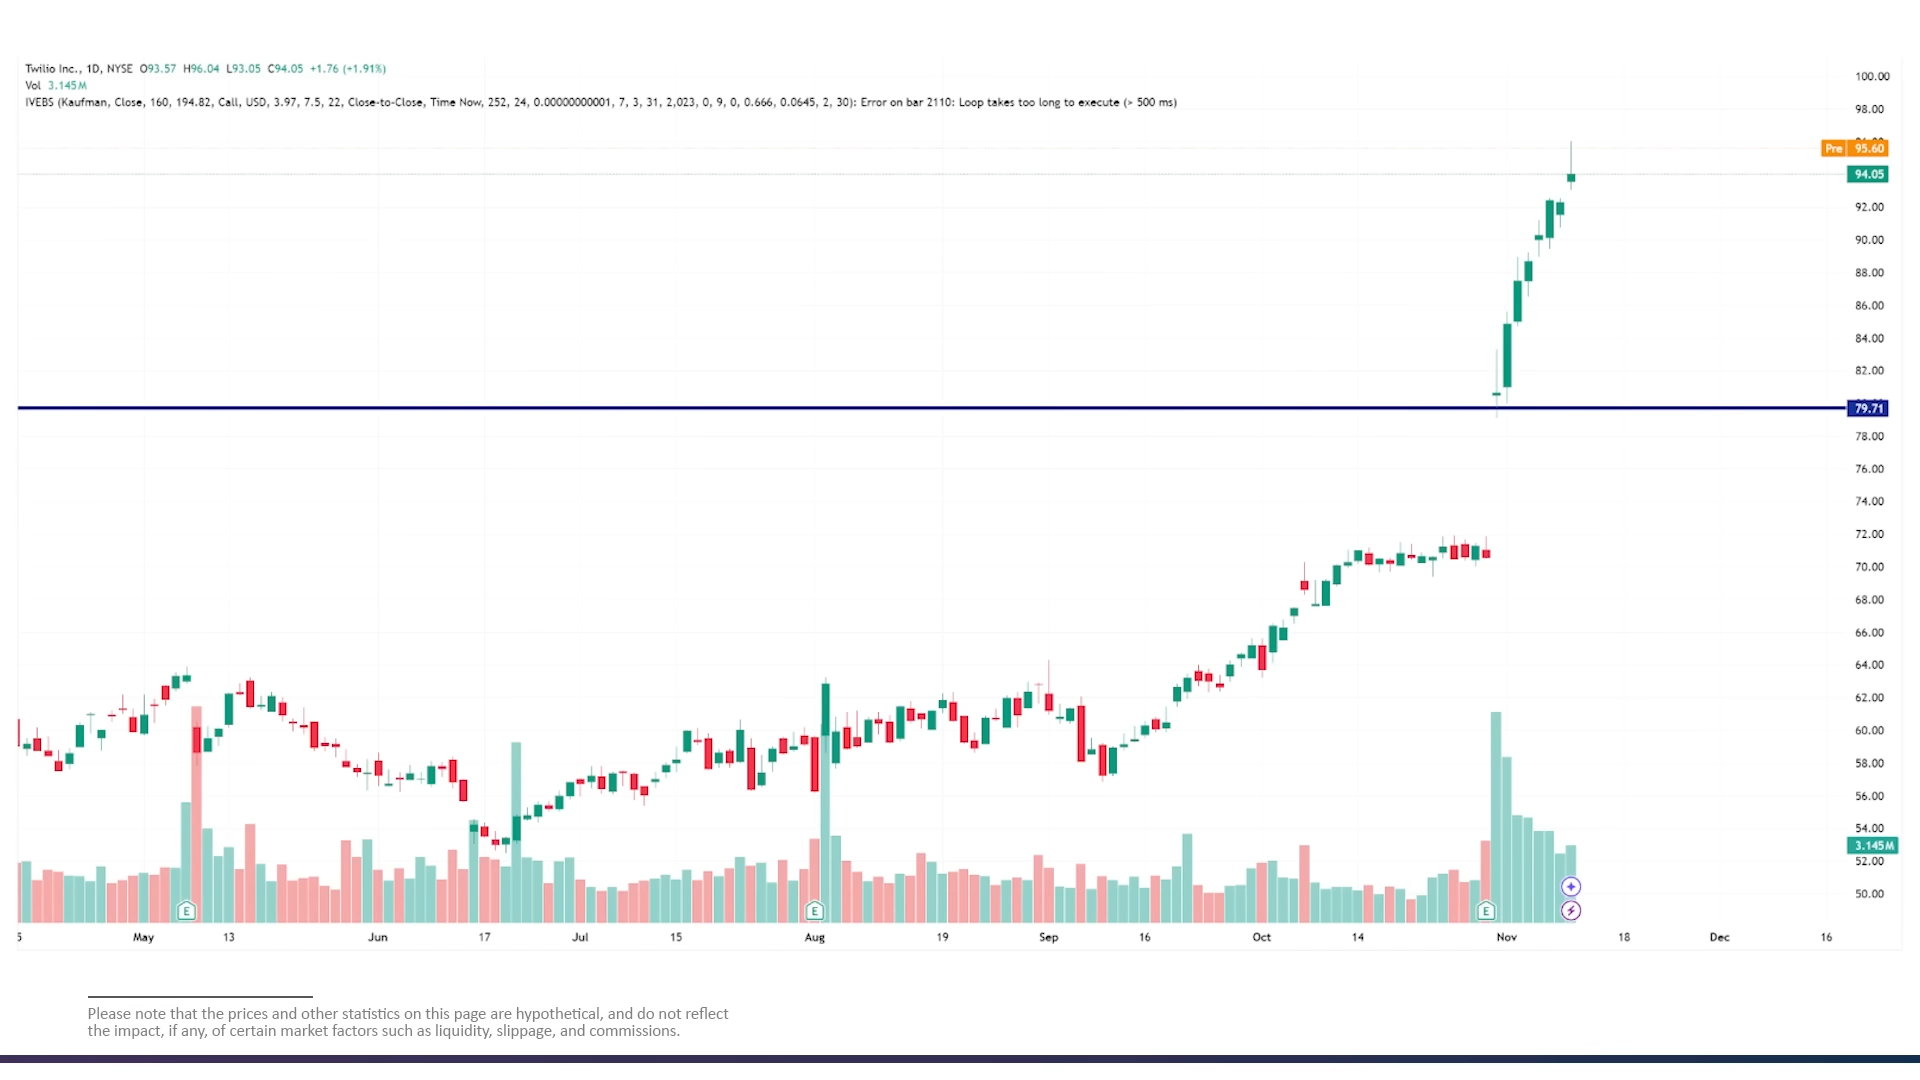 Twilio Inc., 1D, NYSE O93.57 H96.04 L93.05 C94.05 +1.76 (+1.91%)
Vol 3.145M
IVEBS (Kaufman, Close, 160, 194.82, Call, USD, 3.97, 7.5, 22, Close-to-Close, Time Now, 252, 24, 0.00000000001, 7, 3, 31, 2,023, 0, 9, 0, 0.666, 0.0645, 2, 30): Error on bar 2110: Loop takes too long to execute (> 500 ms)
100.00
98.00
Pre 95.60
94.05
92.00
90.00
88.00
86.00
84.00
82.00
79.71
78.00
76.00
74.00
72.00
70.00
68.00
66.00
64.00
62.00
60.00
58.00
56.00
54.00
3.145M
52.00
50.00
E E E
May 13 Jun 17 Jul 15 Aug 19 Sep 16 Oct 14 Nov 18 Dec 16
Please note that the prices and other statistics on this page are hypothetical, and do not reflect
the impact, if any, of certain market factors such as liquidity, slippage, and commissions.